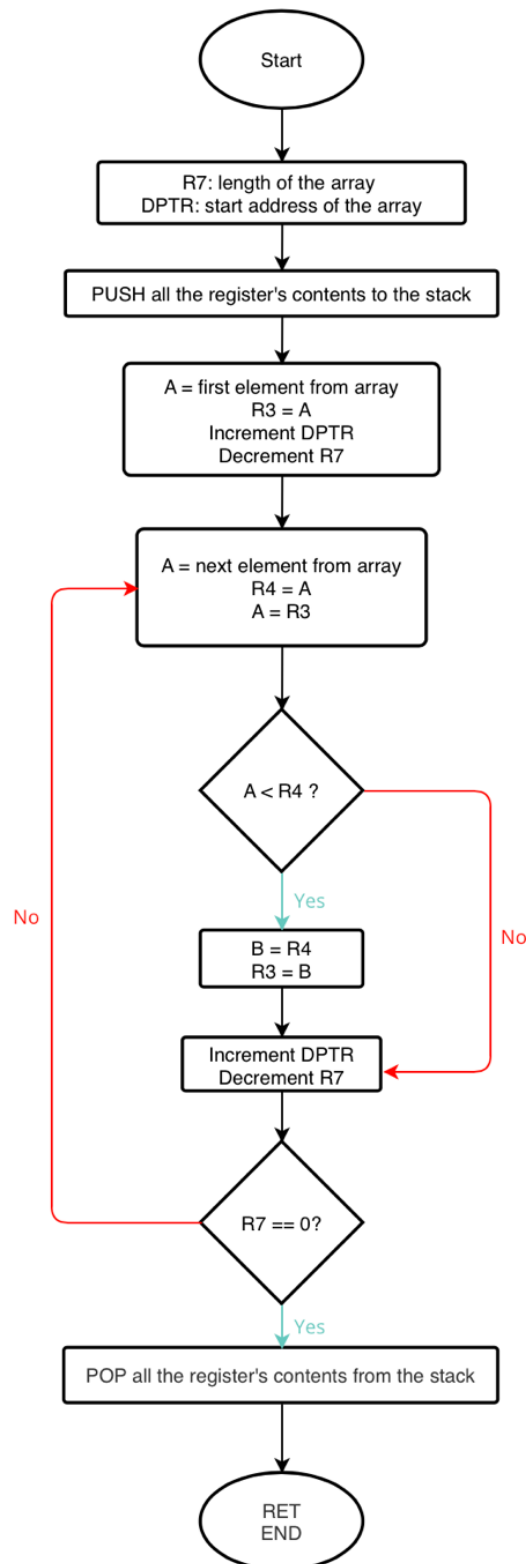 Start
R7: length of the array
DPTR: start address of the array
PUSH all the register's contents to the stack
A = first element from array
R3 = A
Increment DPTR
Decrement R7
A = next element from array
R4 = A
A = R3
A < R4 ?
Yes
No
No
B = R4
R3 = B
Increment DPTR
Decrement R7
R7 == 0?
Yes
POP all the register's contents from the stack
RET
END